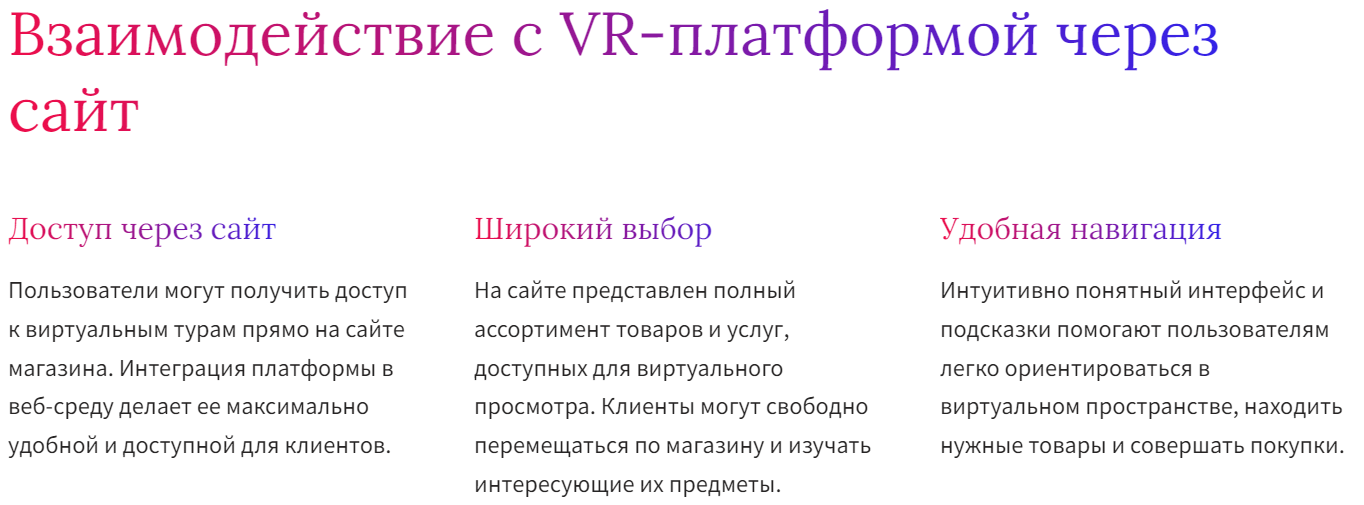 Взаимодействие с VR-платформой через
сайт
Доступ через сайт
Пользователи могут получить доступ
к виртуальным турам прямо на сайте
магазина. Интеграция платформы в
веб-среду делает ее максимально
удобной и доступной для клиентов.
Широкий выбор
На сайте представлен полный
ассортимент товаров и услуг,
доступных для виртуального
просмотра. Клиенты могут свободно
перемещаться по магазину и изучать
интересующие их предметы.
Удобная навигация
Интуитивно понятный интерфейс и
подсказки помогают пользователям
легко ориентироваться в
виртуальном пространстве, находить
нужные товары и совершать покупки.